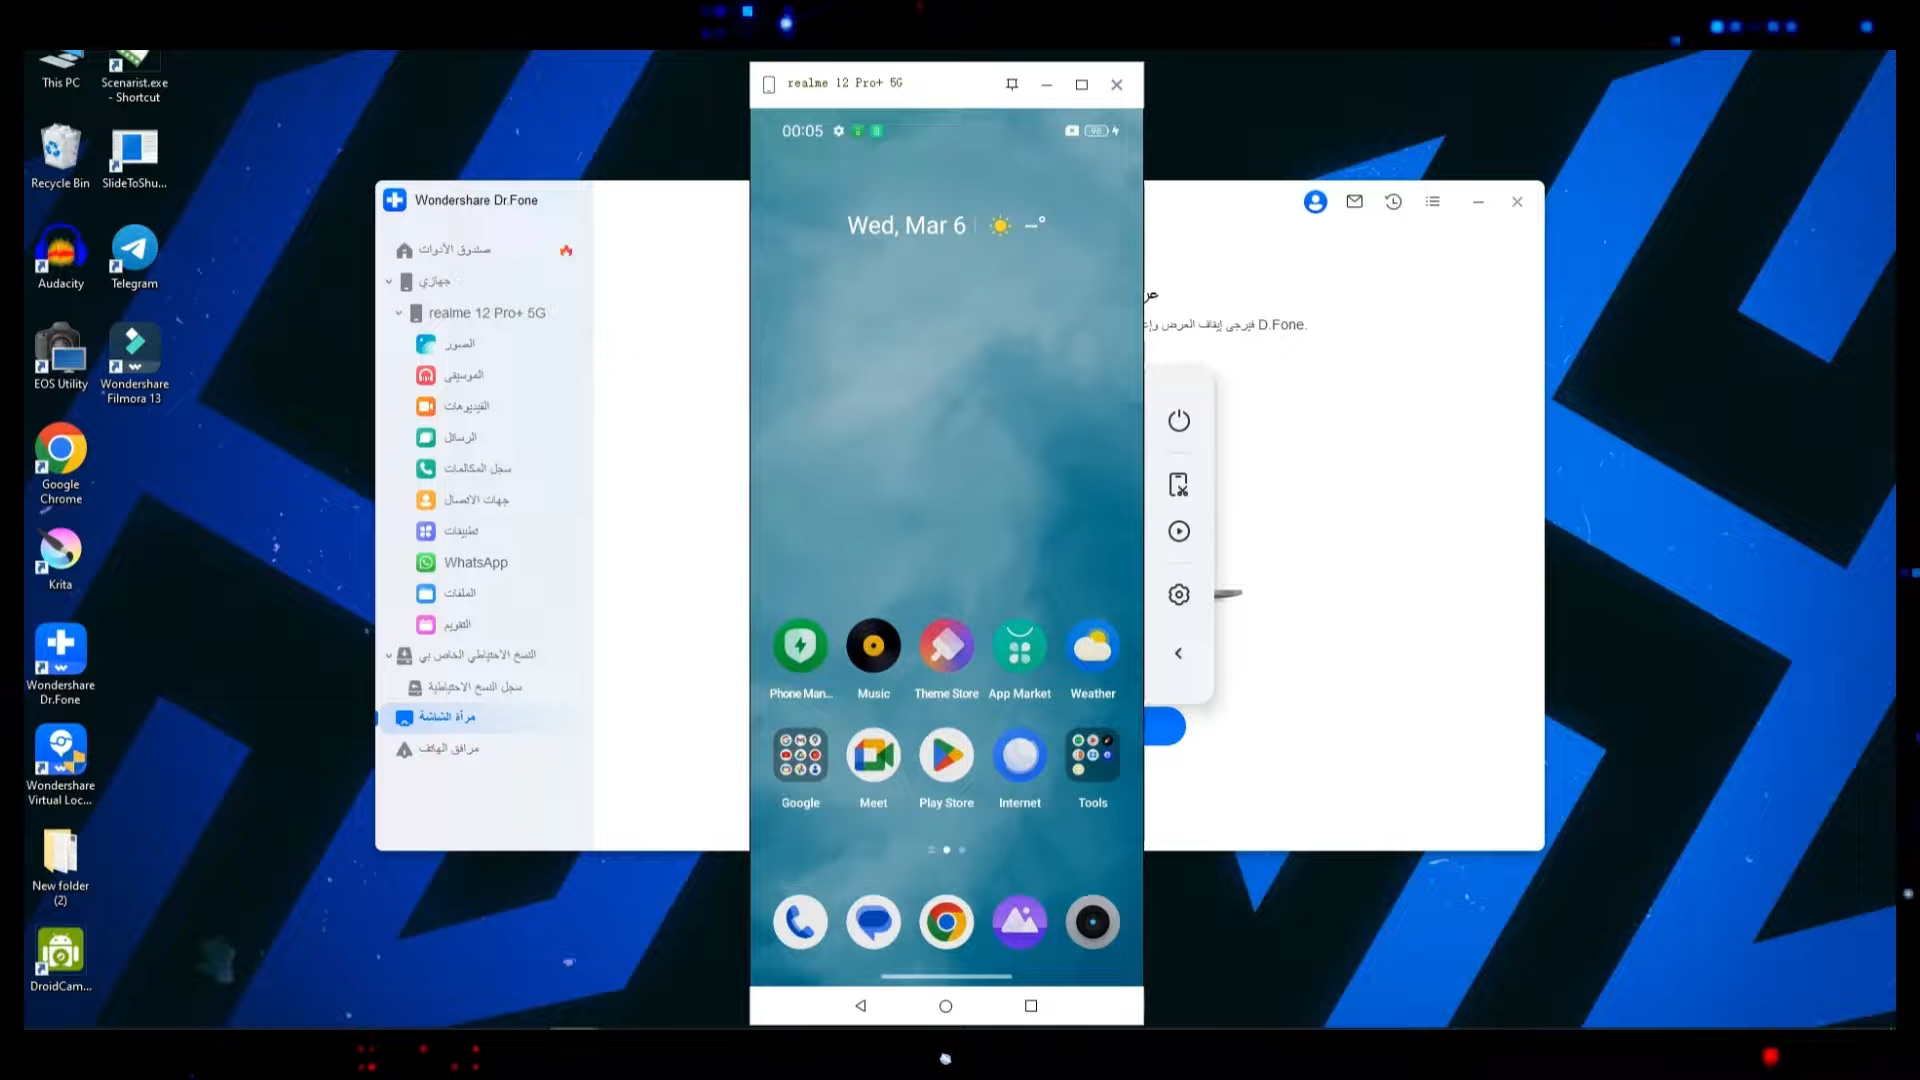 This PC
Scenarist.exe
- Shortcut
Recycle Bin
SlideToShu...
Audacity
Telegram
EOS Utility
Wondershare
Filmora 13
Google
Chrome
Krita
Wondershare
Dr.Fone
Wondershare
Virtual Loc...
New folder
(2)
DroidCam...
Wondershare Dr.Fone
صندوق الأدوات
جهازي
realme 12 Pro+ 5G
الصور
الموسيقى
الفيديوهات
الرسائل
سجل المكالمات
جهات الاتصال
تطبيقات
WhatsApp
الملفات
التقويم
النسخ الاحتياطي الخاص بي
سجل النسخ الاحتياطية
مرآة الشاشة
مرافق الهاتف
realme 12 Pro+ 5G
00:05
Wed, Mar 6
–°
Phone Man...
Music
Theme Store
App Market
Weather
Google
Meet
Play Store
Internet
Tools
فيرجى إيقاف العرض D.Fone.